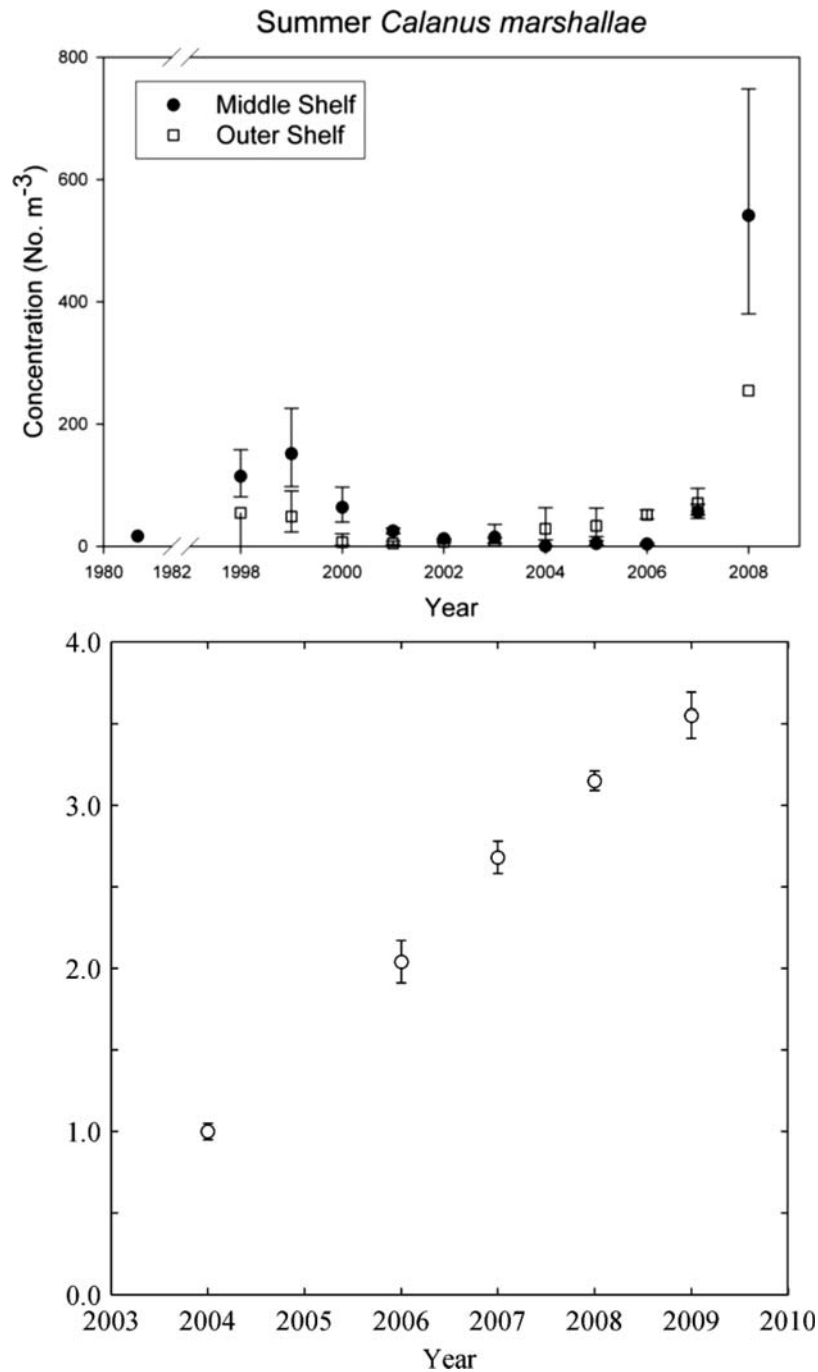 Summer Calanus marshallae
800
Middle Shelf
Outer Shelf
600
400
200
0
Concentration (No. m-3)
1980 1982 1998 2000 2002 2004 2006 2008
Year
4.0
3.0
2.0
1.0
0.0
2003 2004 2005 2006 2007 2008 2009 2010
Year